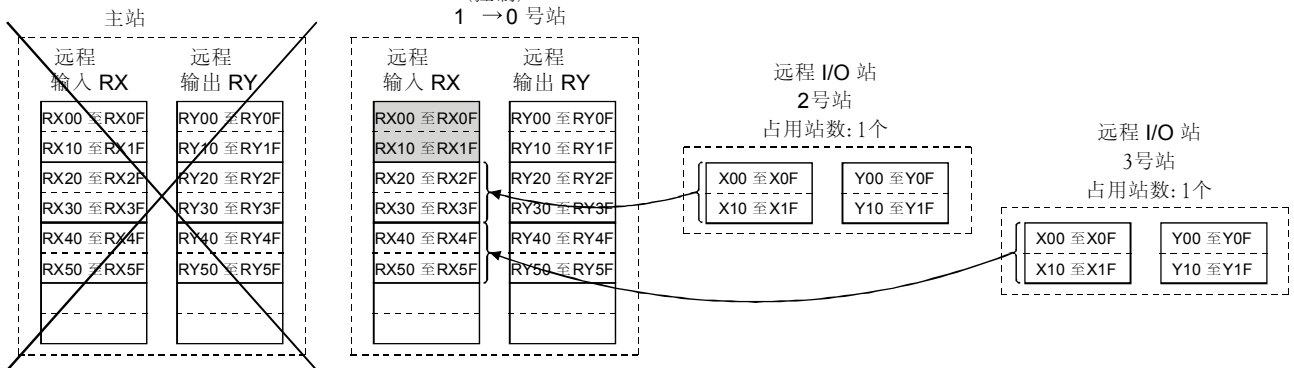 主站
1 →0 号站
远程
输入 RX
远程
输出 RY
RX00 至RX0F
RX10 至RX1F
RX20 至RX2F
RX30 至RX3F
RX40 至RX4F
RX50 至RX5F
RY00 至RY0F
RY10 至RY1F
RY20 至RY2F
RY30 至RY3F
RY40 至RY4F
RY50 至RY5F
远程
输入 RX
远程
输出 RY
RX00 至RX0F
RX10 至RX1F
RX20 至RX2F
RX30 至RX3F
RX40 至RX4F
RX50 至RX5F
RY00 至RY0F
RY10 至RY1F
RY20 至RY2F
RY30 至RY3F
RY40 至RY4F
RY50 至RY5F
远程 I/O 站
2号站
占用站数: 1个
X00 至X0F
X10 至X1F
Y00 至Y0F
Y10 至Y1F
远程 I/O 站
3号站
占用站数: 1个
X00 至X0F
X10 至X1F
Y00 至Y0F
Y10 至Y1F